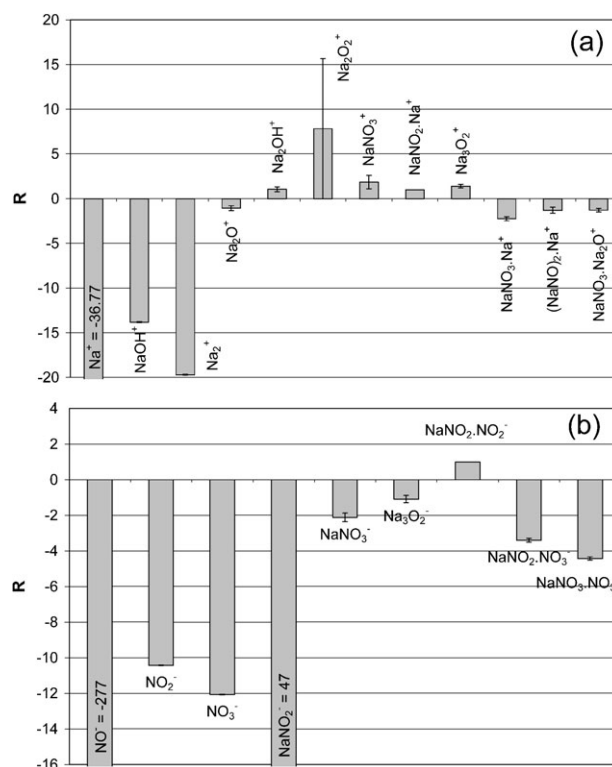 (a)
20
15
10
5
0
-5
-10
-15
-20
R
Na⁺ = -36.77
NaOH⁺
Na₂⁺
Na₂O⁺
Na₂OH⁺
Na₂O₂⁺
NaNO₃⁺
NaNO₂.Na⁺
Na₃O₂⁺
NaNO₃.Na⁺
(NaNO)₂.Na⁺
NaNO₃.Na₂O⁺
(b)
4
2
0
-2
-4
-6
-8
-10
-12
-14
-16
R
NO⁻ = -277
NO₂⁻
NO₃⁻
NaNO₂⁻ = 47
NaNO₃⁻
Na₃O₂⁻
NaNO₂.NO₂⁻
NaNO₂.NO₃⁻
NaNO₃.NO₃